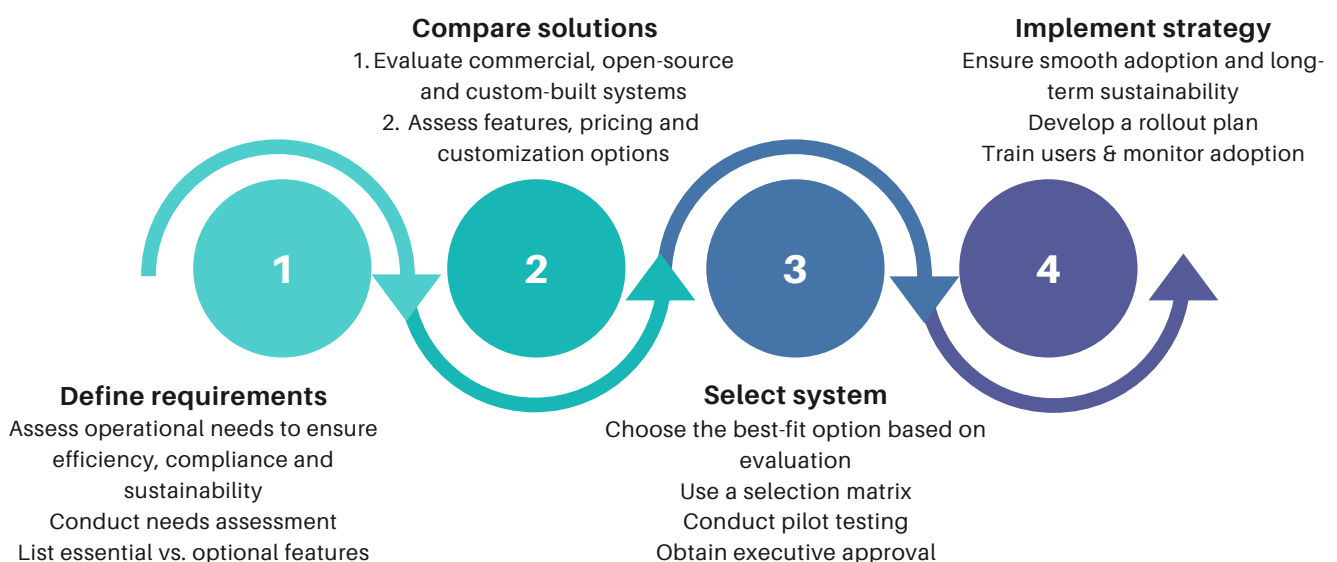 Compare solutions
1. Evaluate commercial, open-source
and custom-built systems
2. Assess features, pricing and
customization options
Implement strategy
Ensure smooth adoption and long-
term sustainability
Develop a rollout plan
Train users & monitor adoption
1
2
3
4
Define requirements
Assess operational needs to ensure
efficiency, compliance and
sustainability
Conduct needs assessment
List essential vs. optional features
Select system
Choose the best-fit option based on
evaluation
Use a selection matrix
Conduct pilot testing
Obtain executive approval